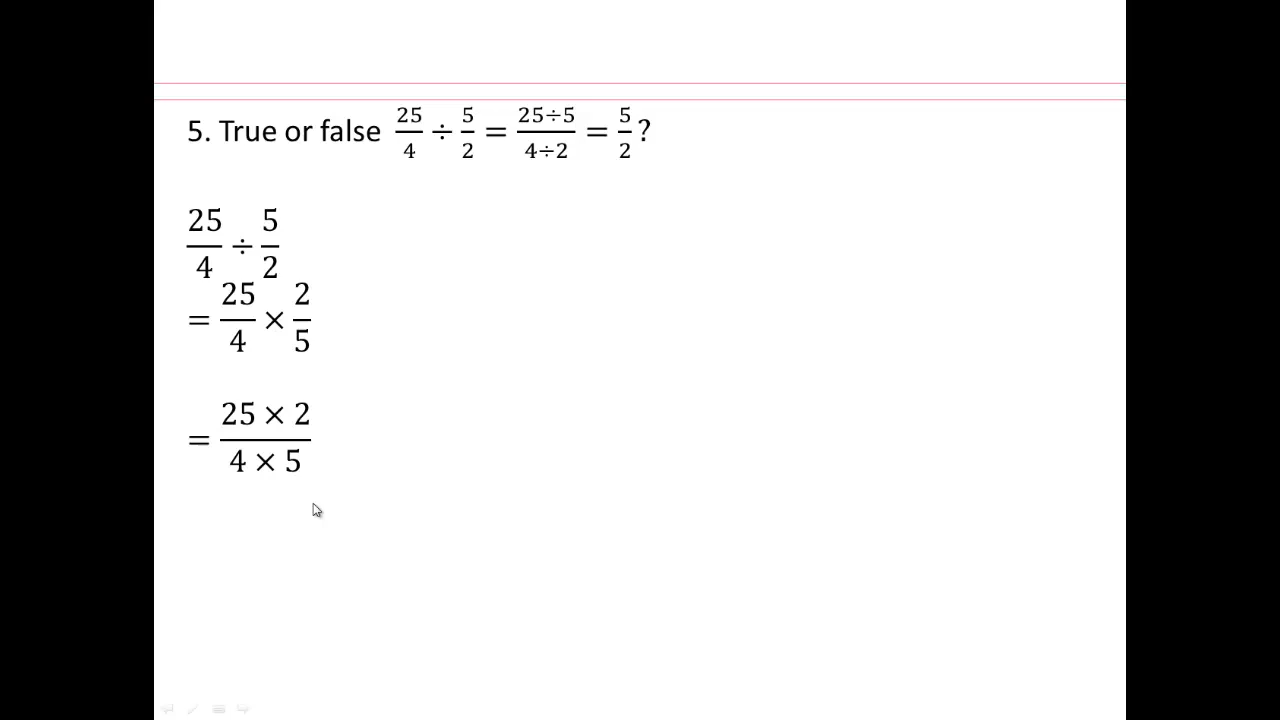 5. True or false 25/4 ÷ 5/2 = 25÷5/4÷2 = 5/2?
25/4 ÷ 5/2
= 25/4 × 2/5
= 25 × 2/4 × 5